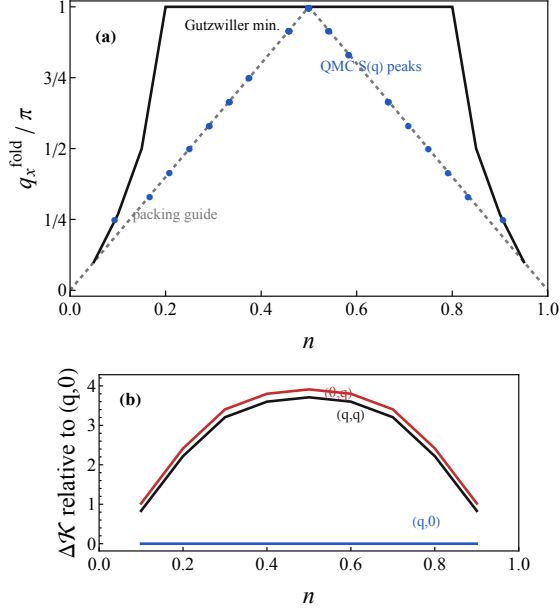 (a)
Gutzwiller min.
QMC S(q) peaks
packing guide
q_x^fold / π
1
3/4
1/2
1/4
0
0.0 0.2 0.4 0.6 0.8 1.0
n
(b)
(0,q)
(q,q)
(q,0)
Δ𝒦 relative to (q,0)
4
3
2
1
0
0.0 0.2 0.4 0.6 0.8 1.0
n